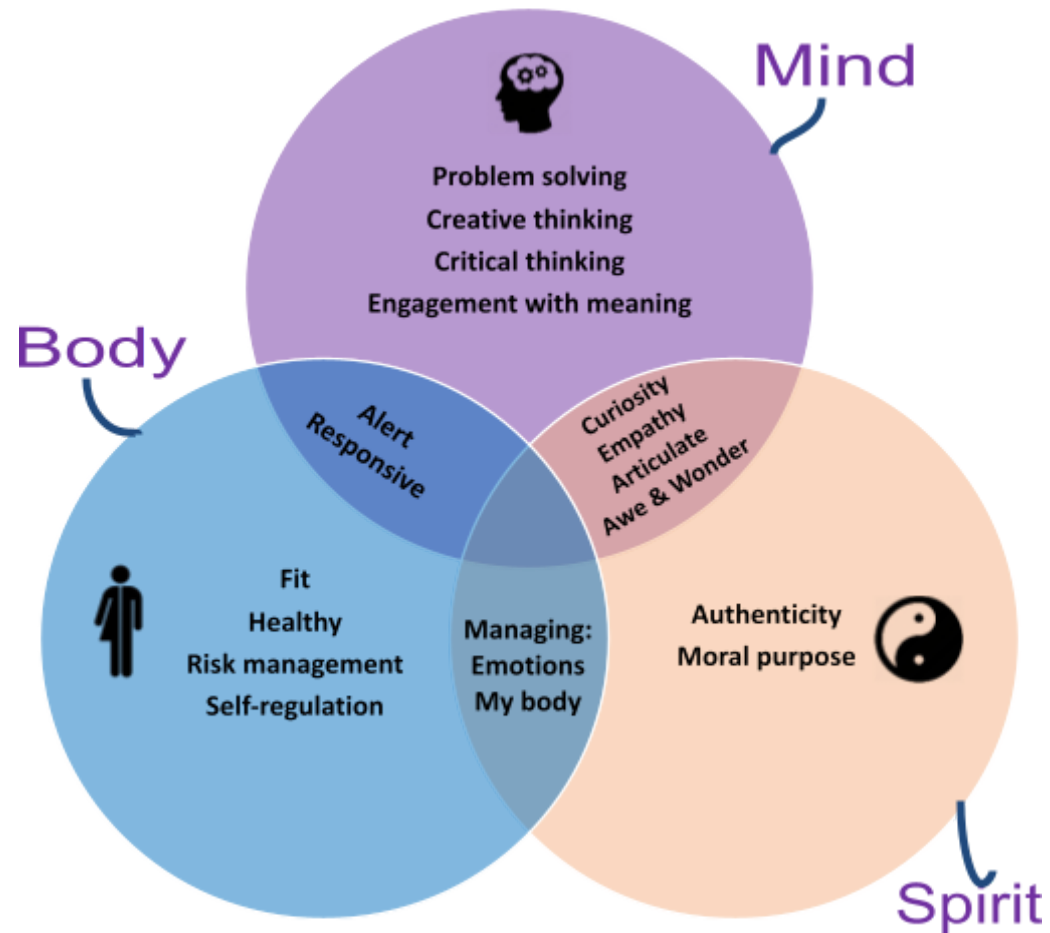 Mind
Problem solving
Creative thinking
Critical thinking
Engagement with meaning
Body
Alert
Responsive
Curiosity
Empathy
Articulate
Awe & Wonder
Fit
Healthy
Risk management
Self-regulation
Managing:
Emotions
My body
Authenticity
Moral purpose
Spirit